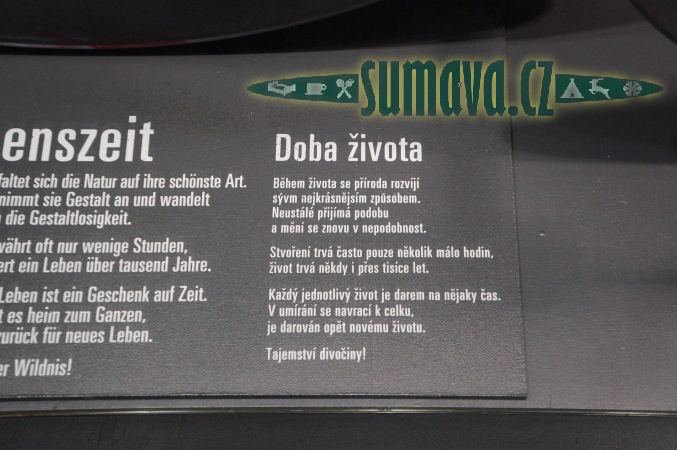 sumava.cz
enszeit
faltet sich die Natur auf ihre schönste Art.
nimmt sie Gestalt an und wandelt
die Gestaltlosigkeit.
währt oft nur wenige Stunden,
ert ein Leben über tausend Jahre.
Leben ist ein Geschenk auf Zeit.
t es heim zum Ganzen,
zurück für neues Leben.
er Wildnis!
Doba života
Během života se příroda rozvíjí
sývm nejkrásnějsím způsobem.
Neustálé přijímá podobu
a mění se znovu v nepodobnost.
Stvoření trvá často pouze několik málo hodin,
život trvá někdy i přes tisíce let.
Každý jednotlivý život je darem na nějaky čas.
V umírání se navrací k celku,
je darován opět novému životu.
Tajemství divočiny!